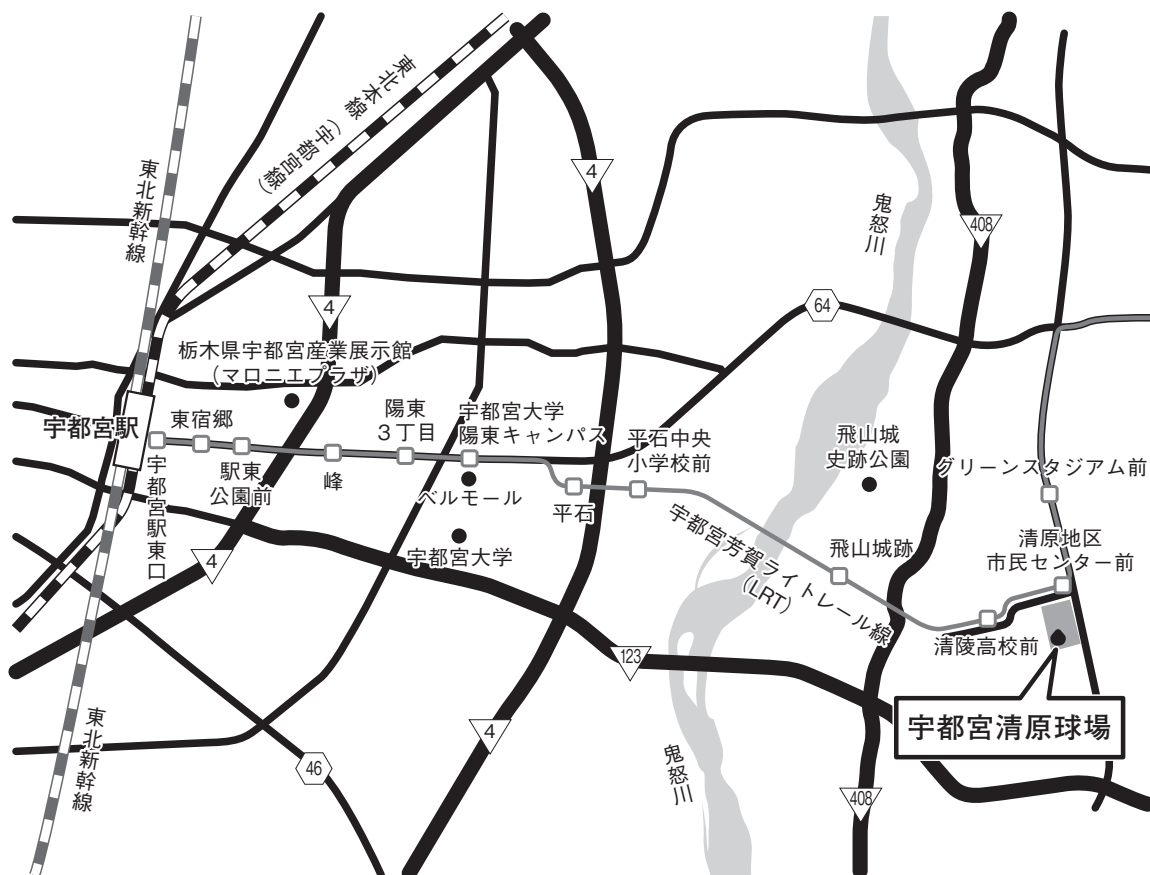 東北本線（宇都宮線）
東北新幹線
4
4
鬼怒川
408
64
栃木県宇都宮産業展示館
（マロニエプラザ）
宇都宮駅
東宿郷
陽東
3丁目
宇都宮大学
陽東キャンパス
平石中央
小学校前
飛山城
史跡公園
グリーンスタジアム前
宇都宮駅東口
駅東
公園前
峰
ベルモール
平石
宇都宮大学
4
宇都宮芳賀ライトレール線
（LRT）
飛山城跡
清原地区
市民センター前
清陵高校前
123
宇都宮清原球場
東北新幹線
4
46
鬼怒川
408